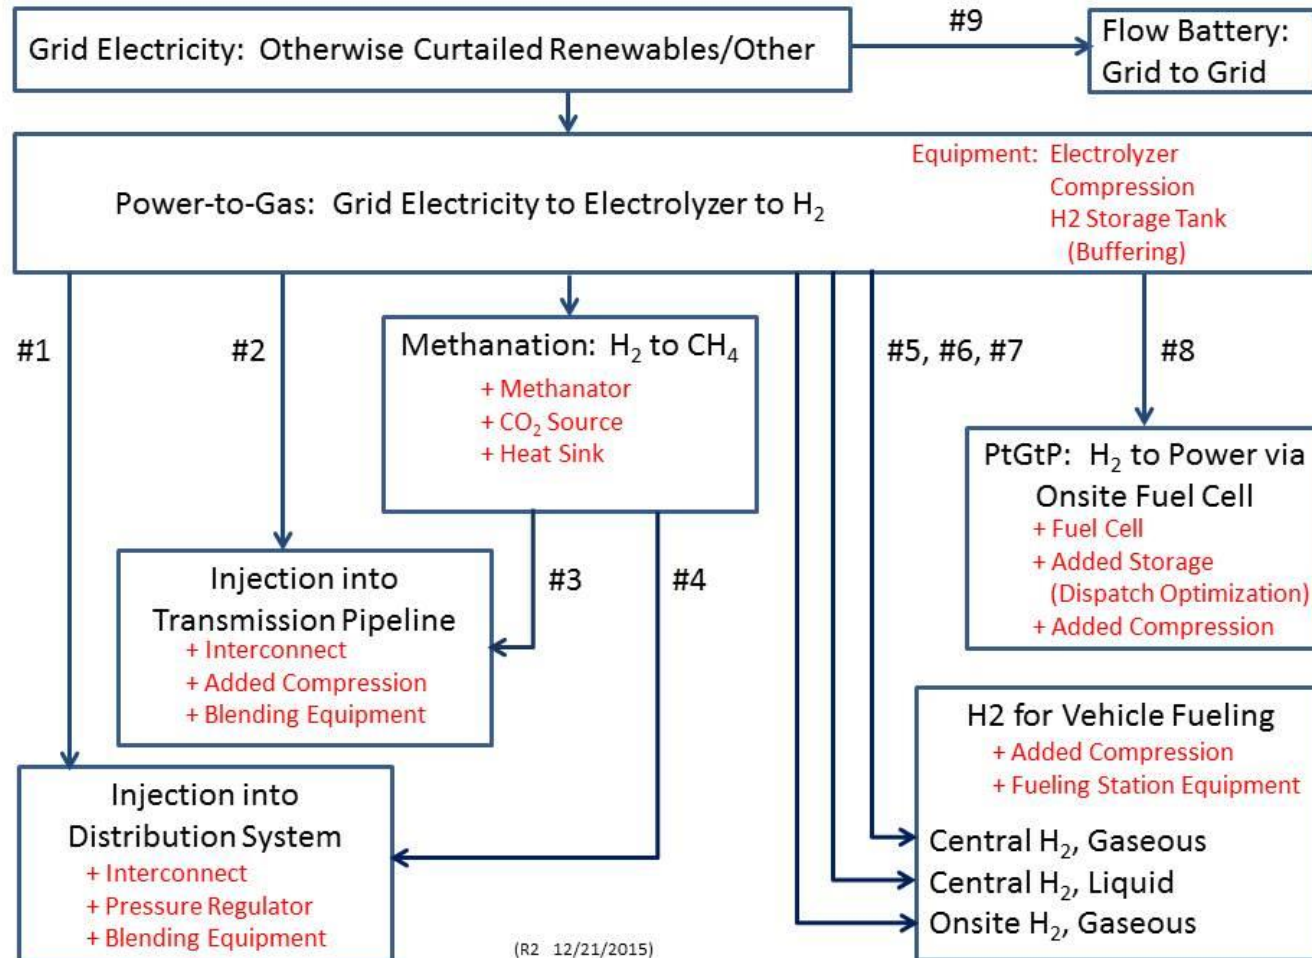 Grid Electricity:  Otherwise Curtailed Renewables/Other
#9
Flow Battery:
Grid to Grid
Power-to-Gas:  Grid Electricity to Electrolyzer to H₂
Equipment:  Electrolyzer
Compression
H2 Storage Tank
(Buffering)
#1
#2
Methanation:  H₂ to CH₄
+ Methanator
+ CO₂ Source
+ Heat Sink
#5, #6, #7
#8
PtGtP:  H₂ to Power via
Onsite Fuel Cell
+ Fuel Cell
+ Added Storage
(Dispatch Optimization)
+ Added Compression
#3
#4
Injection into
Transmission Pipeline
+ Interconnect
+ Added Compression
+ Blending Equipment
H2 for Vehicle Fueling
+ Added Compression
+ Fueling Station Equipment
Central H₂, Gaseous
Central H₂, Liquid
Onsite H₂, Gaseous
Injection into
Distribution System
+ Interconnect
+ Pressure Regulator
+ Blending Equipment
(R2  12/21/2015)